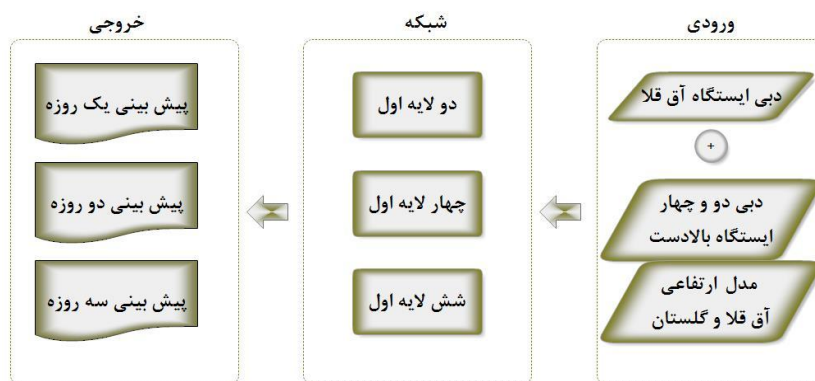 ورودی
دبی ایستگاه آق قلا
+
دبی دو و چهار
ایستگاه بالادست
مدل ارتفاعی
آق قلا و گلستان
شبکه
دو لایه اول
چهار لایه اول
شش لایه اول
خروجی
پیش بینی یک روزه
پیش بینی دو روزه
پیش بینی سه روزه